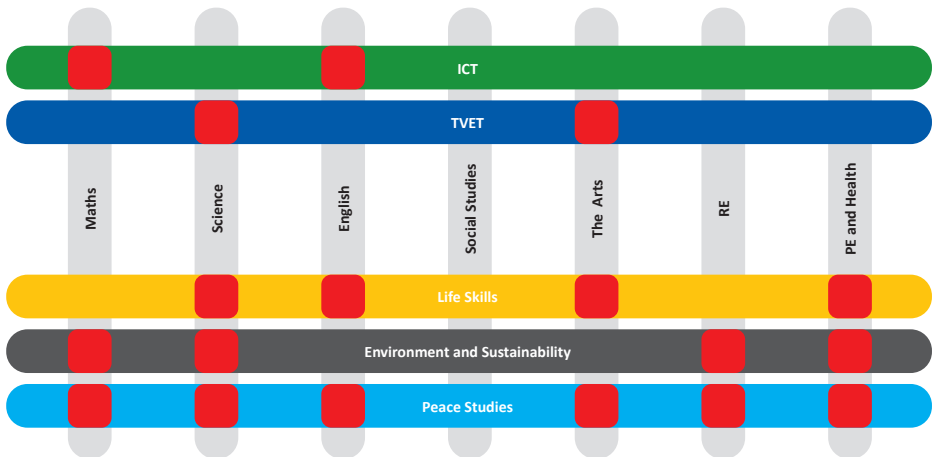 ICT
TVET
Maths
Science
English
Social Studies
The Arts
RE
PE and Health
Life Skills
Environment and Sustainability
Peace Studies